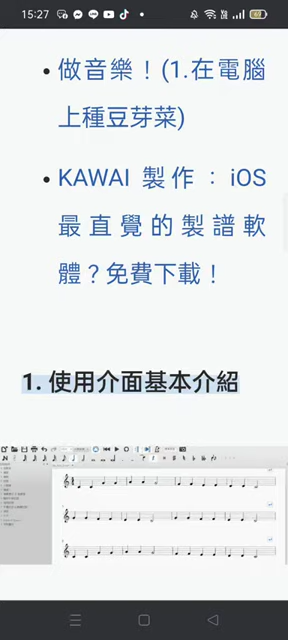 15:27
69
做音樂！(1.在電腦
上種豆芽菜)
KAWAI 製作：iOS
最直覺的製譜軟
體？免費下載！
1. 使用介面基本介紹